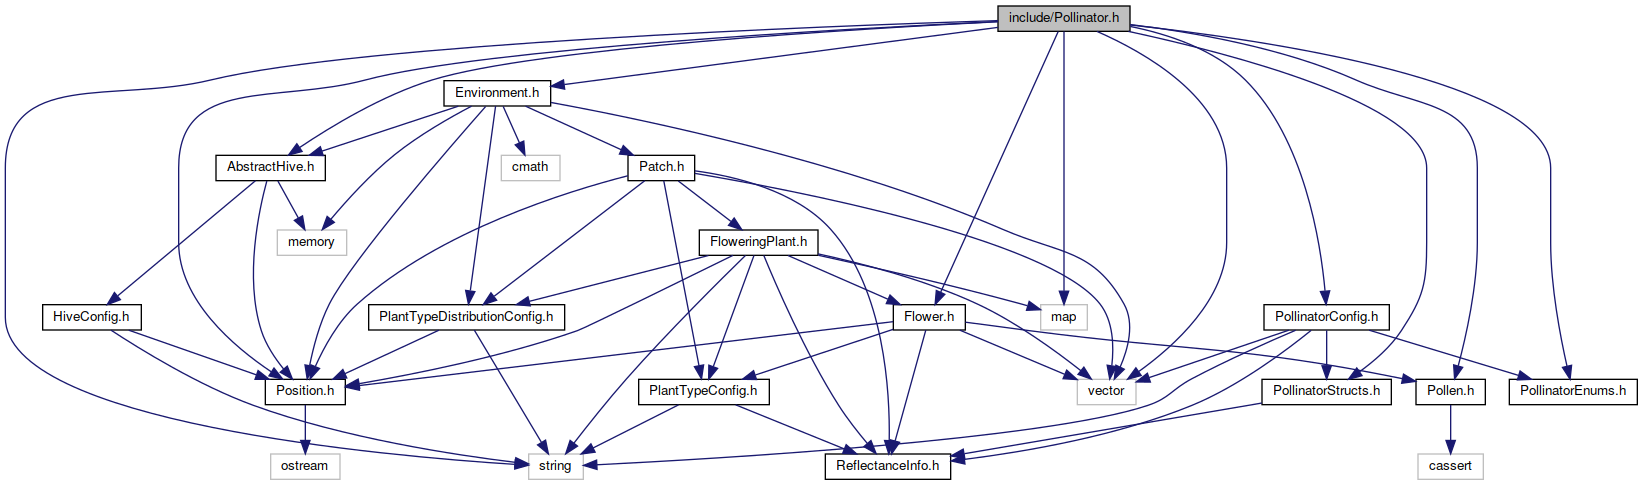 include/Pollinator.h
Environment.h
AbstractHive.h
cmath
Patch.h
memory
FloweringPlant.h
HiveConfig.h
PlantTypeDistributionConfig.h
Flower.h
map
PollinatorConfig.h
Position.h
PlantTypeConfig.h
vector
PollinatorStructs.h
Pollen.h
PollinatorEnums.h
ostream
string
ReflectanceInfo.h
cassert